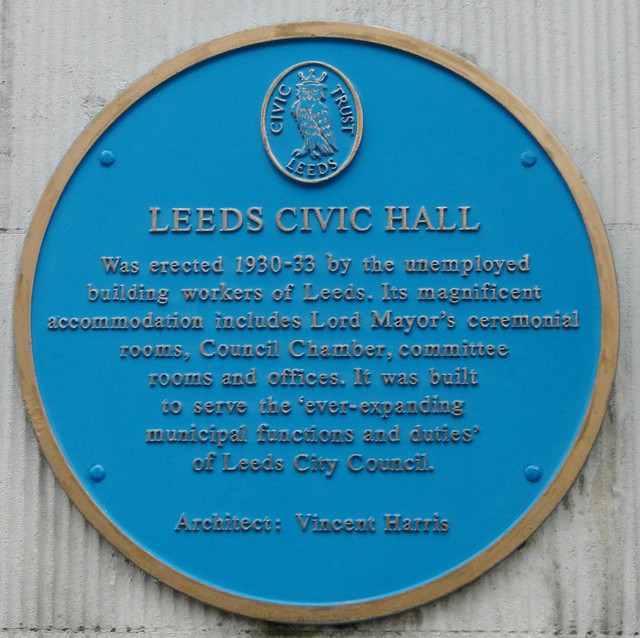 CIVIC TRUST
LEEDS
LEEDS CIVIC HALL
Was erected 1930-33 by the unemployed
building workers of Leeds. Its magnificent
accommodation includes Lord Mayor's ceremonial
rooms, Council Chamber, committee
rooms and offices. It was built
to serve the 'ever-expanding
municipal functions and duties'
of Leeds City Council.
Architect: Vincent Harris